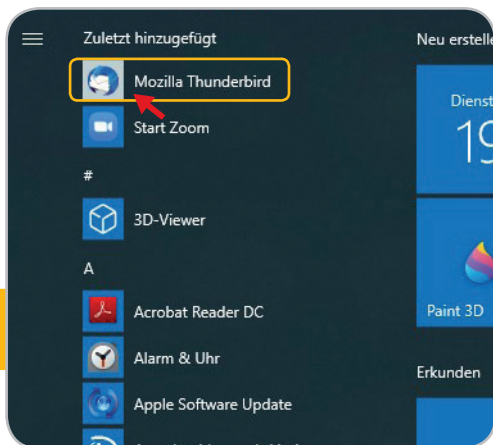 Zuletzt hinzugefügt
Mozilla Thunderbird
Start Zoom
#
3D-Viewer
A
Acrobat Reader DC
Alarm & Uhr
Apple Software Update
Neu erstelle
Dienst
19
Paint 3D
Erkunden